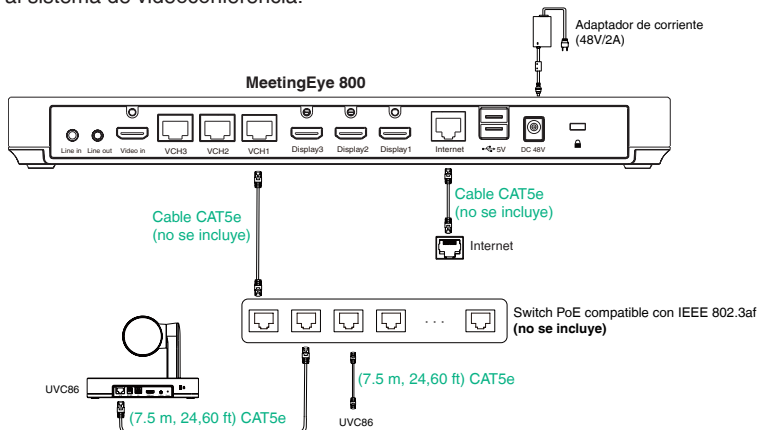 al sistema de videoconferencia.
Adaptador de corriente
(48V/2A)
MeetingEye 800
Line in
Line out
Video in
VCH3
VCH2
VCH1
Display3
Display2
Display1
Internet
5V
DC 48V
Cable CAT5e
(no se incluye)
Cable CAT5e
(no se incluye)
Internet
Switch PoE compatible con IEEE 802.3af
(no se incluye)
...
UVC86
(7.5 m, 24,60 ft) CAT5e
(7.5 m, 24,60 ft) CAT5e
UVC86